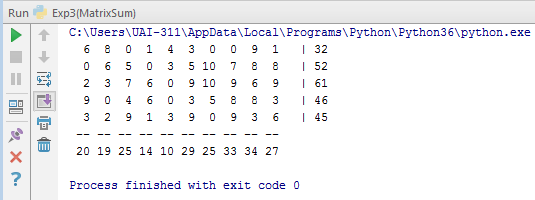 Run Exp3(MatrixSum)
C:\Users\UAI-311\AppData\Local\Programs\Python\Python36\python.exe
6 8 0 1 4 3 0 0 9 1 | 32
0 6 5 0 3 5 10 7 8 8 | 52
2 3 7 6 0 9 10 9 6 9 | 61
9 0 4 6 0 3 5 8 8 3 | 46
3 2 9 1 3 9 0 9 3 6 | 45
-- -- -- -- -- -- -- -- -- --
20 19 25 14 10 29 25 33 34 27
Process finished with exit code 0